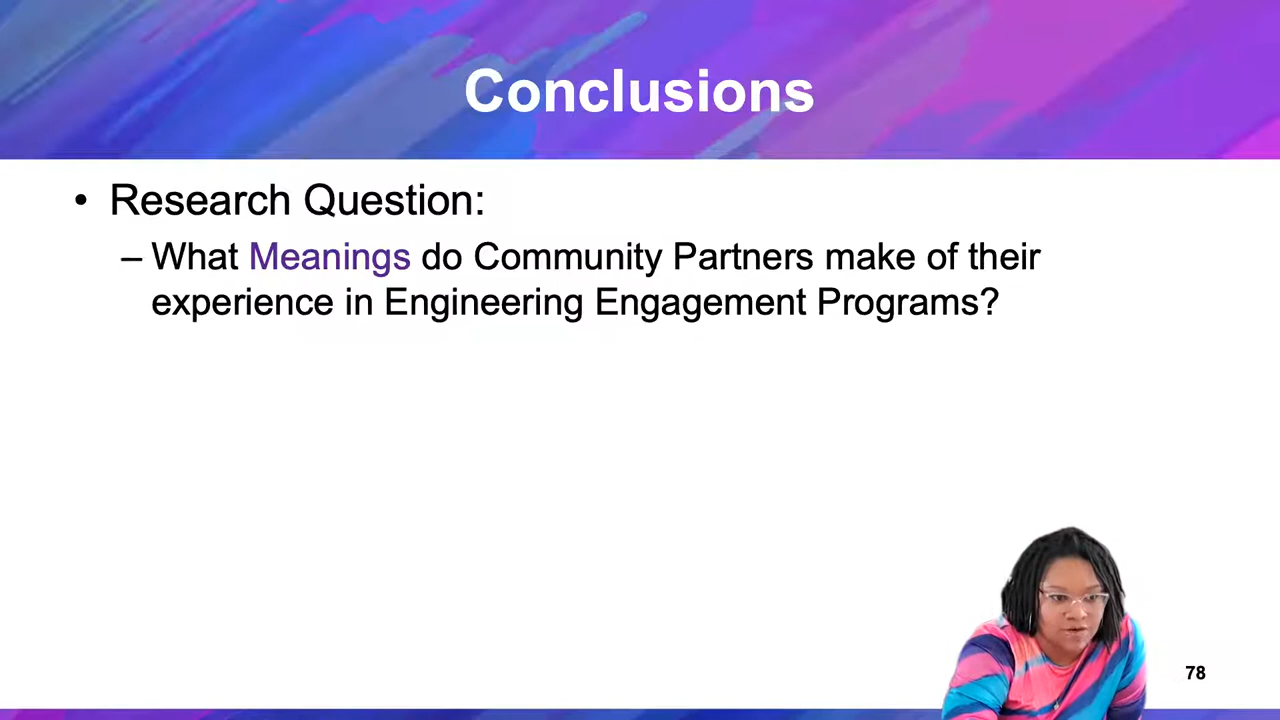 Conclusions
• Research Question:
– What Meanings do Community Partners make of their
experience in Engineering Engagement Programs?
78